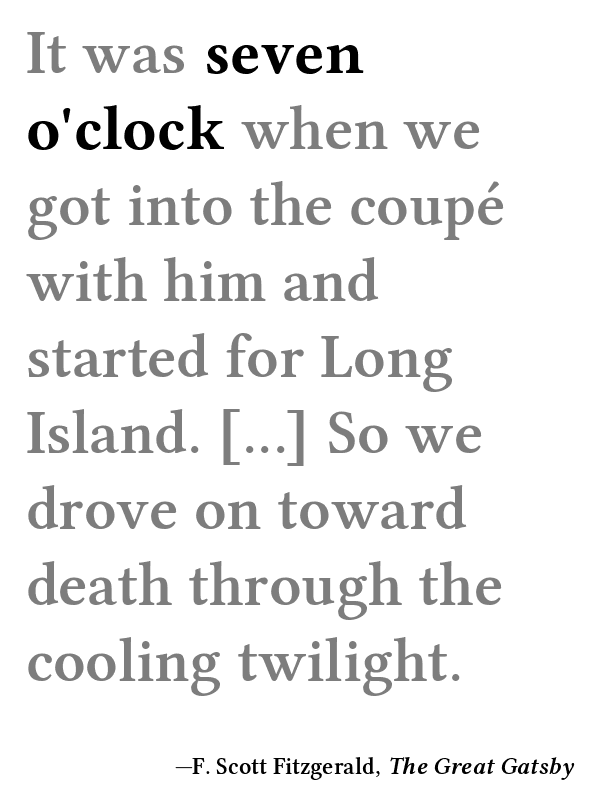 It was seven
o'clock when we
got into the coupé
with him and
started for Long
Island. [...] So we
drove on toward
death through the
cooling twilight.
—F. Scott Fitzgerald, The Great Gatsby